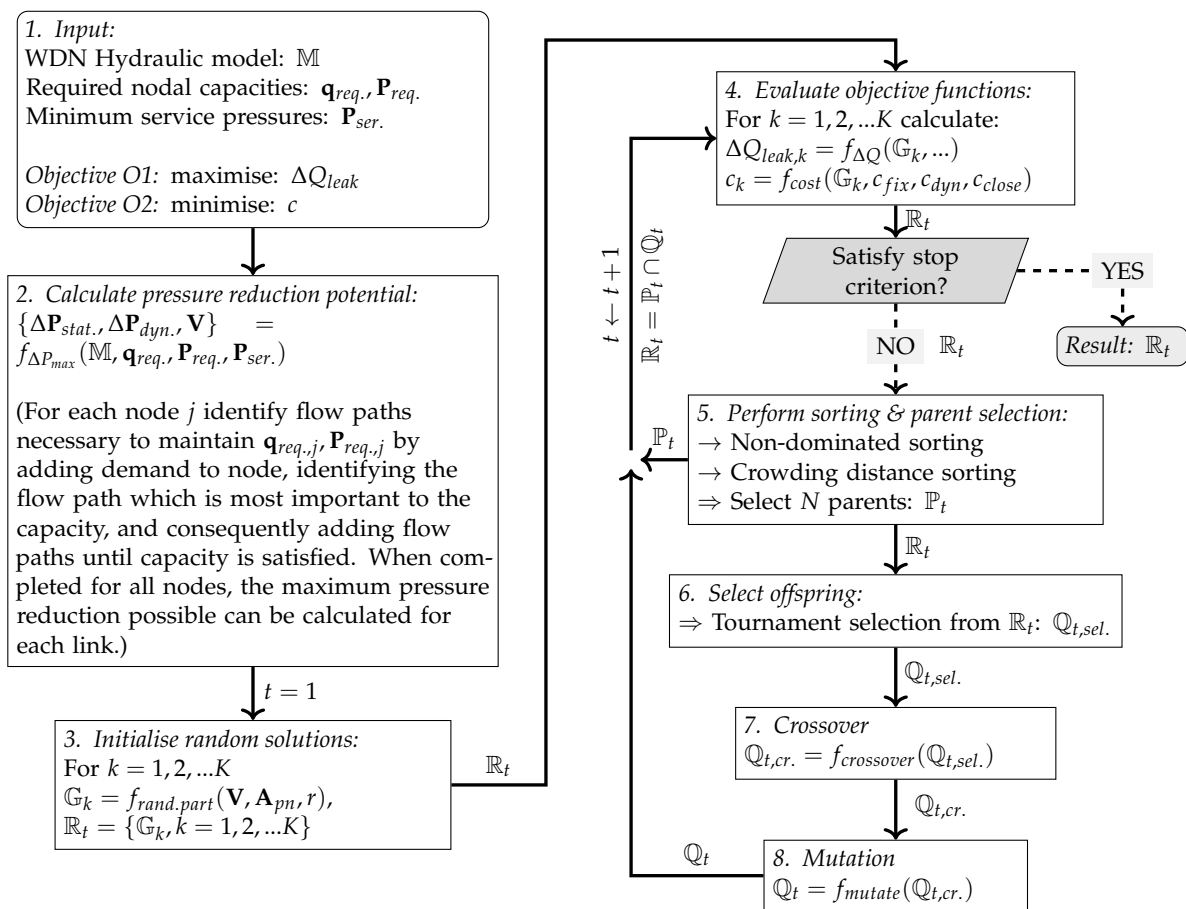 1. Input:
WDN Hydraulic model: 𝕄
Required nodal capacities: q_req., P_req.
Minimum service pressures: P_ser.
Objective O1: maximise: ΔQ_leak
Objective O2: minimise: c
2. Calculate pressure reduction potential:
{ΔP_stat., ΔP_dyn., V} =
f_ΔP_max(𝕄, q_req., P_req., P_ser.)
(For each node j identify flow paths
necessary to maintain q_req.,j, P_req.,j by
adding demand to node, identifying the
flow path which is most important to the
capacity, and consequently adding flow
paths until capacity is satisfied. When com-
pleted for all nodes, the maximum pressure
reduction possible can be calculated for
each link.)
t = 1
3. Initialise random solutions:
For k = 1, 2, ...K
𝔾_k = f_rand.part(V, A_pn, r),
ℝ_t = {𝔾_k, k = 1, 2, ...K}
ℝ_t
4. Evaluate objective functions:
For k = 1, 2, ...K calculate:
ΔQ_leak,k = f_ΔQ(𝔾_k, ...)
c_k = f_cost(𝔾_k, c_fix, c_dyn, c_close)
ℝ_t
Satisfy stop
criterion?
YES
Result: ℝ_t
NO ℝ_t
5. Perform sorting & parent selection:
→ Non-dominated sorting
→ Crowding distance sorting
⇒ Select N parents: ℙ_t
ℙ_t
ℝ_t
6. Select offspring:
⇒ Tournament selection from ℝ_t: ℚ_t,sel.
ℚ_t,sel.
7. Crossover
ℚ_t,cr. = f_crossover(ℚ_t,sel.)
ℚ_t,cr.
8. Mutation
ℚ_t = f_mutate(ℚ_t,cr.)
ℚ_t
t ← t + 1
ℝ_t = ℙ_t ∩ ℚ_t